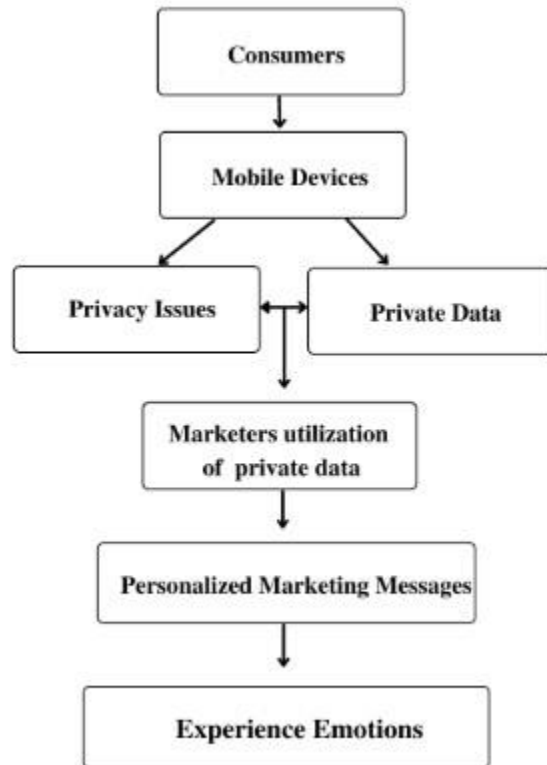 Consumers
Mobile Devices
Privacy Issues
Private Data
Marketers utilization
of private data
Personalized Marketing Messages
Experience Emotions